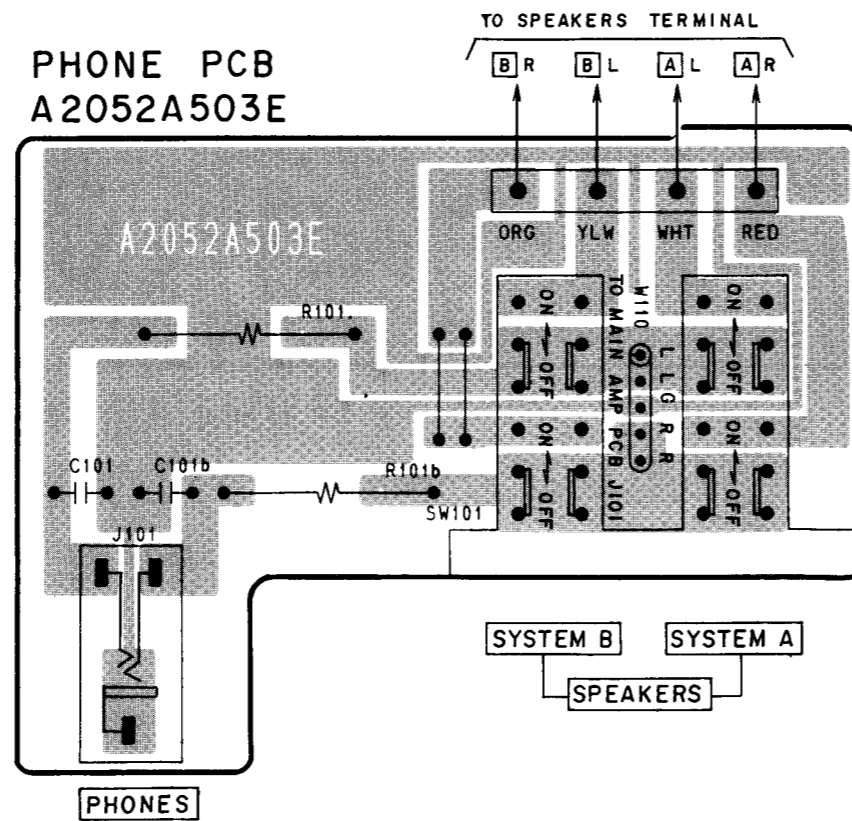 TO SPEAKERS TERMINAL
PHONE PCB
A2052A503E
B R
B L
A L
A R
A2052A503E
ORG
YLW
WHT
RED
R101
ON
OFF
ON
OFF
TO MAIN AMP PCB J101
W110
L L G R R
ON
OFF
ON
OFF
C101
C101b
R101b
SW101
J101
SYSTEM B
SYSTEM A
SPEAKERS
PHONES